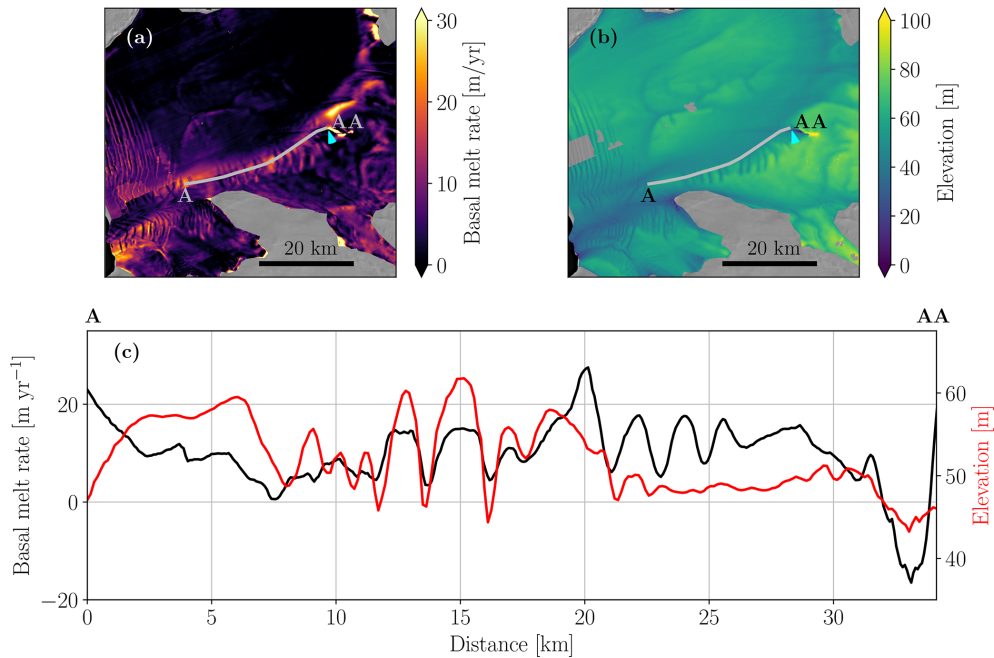 (a)
AA
A
20 km
30
20
10
0
Basal melt rate [m/yr]
(b)
AA
A
20 km
100
80
60
40
20
0
Elevation [m]
A
AA
(c)
20
0
−20
Basal melt rate [m yr⁻¹]
60
50
40
Elevation [m]
0 5 10 15 20 25 30
Distance [km]